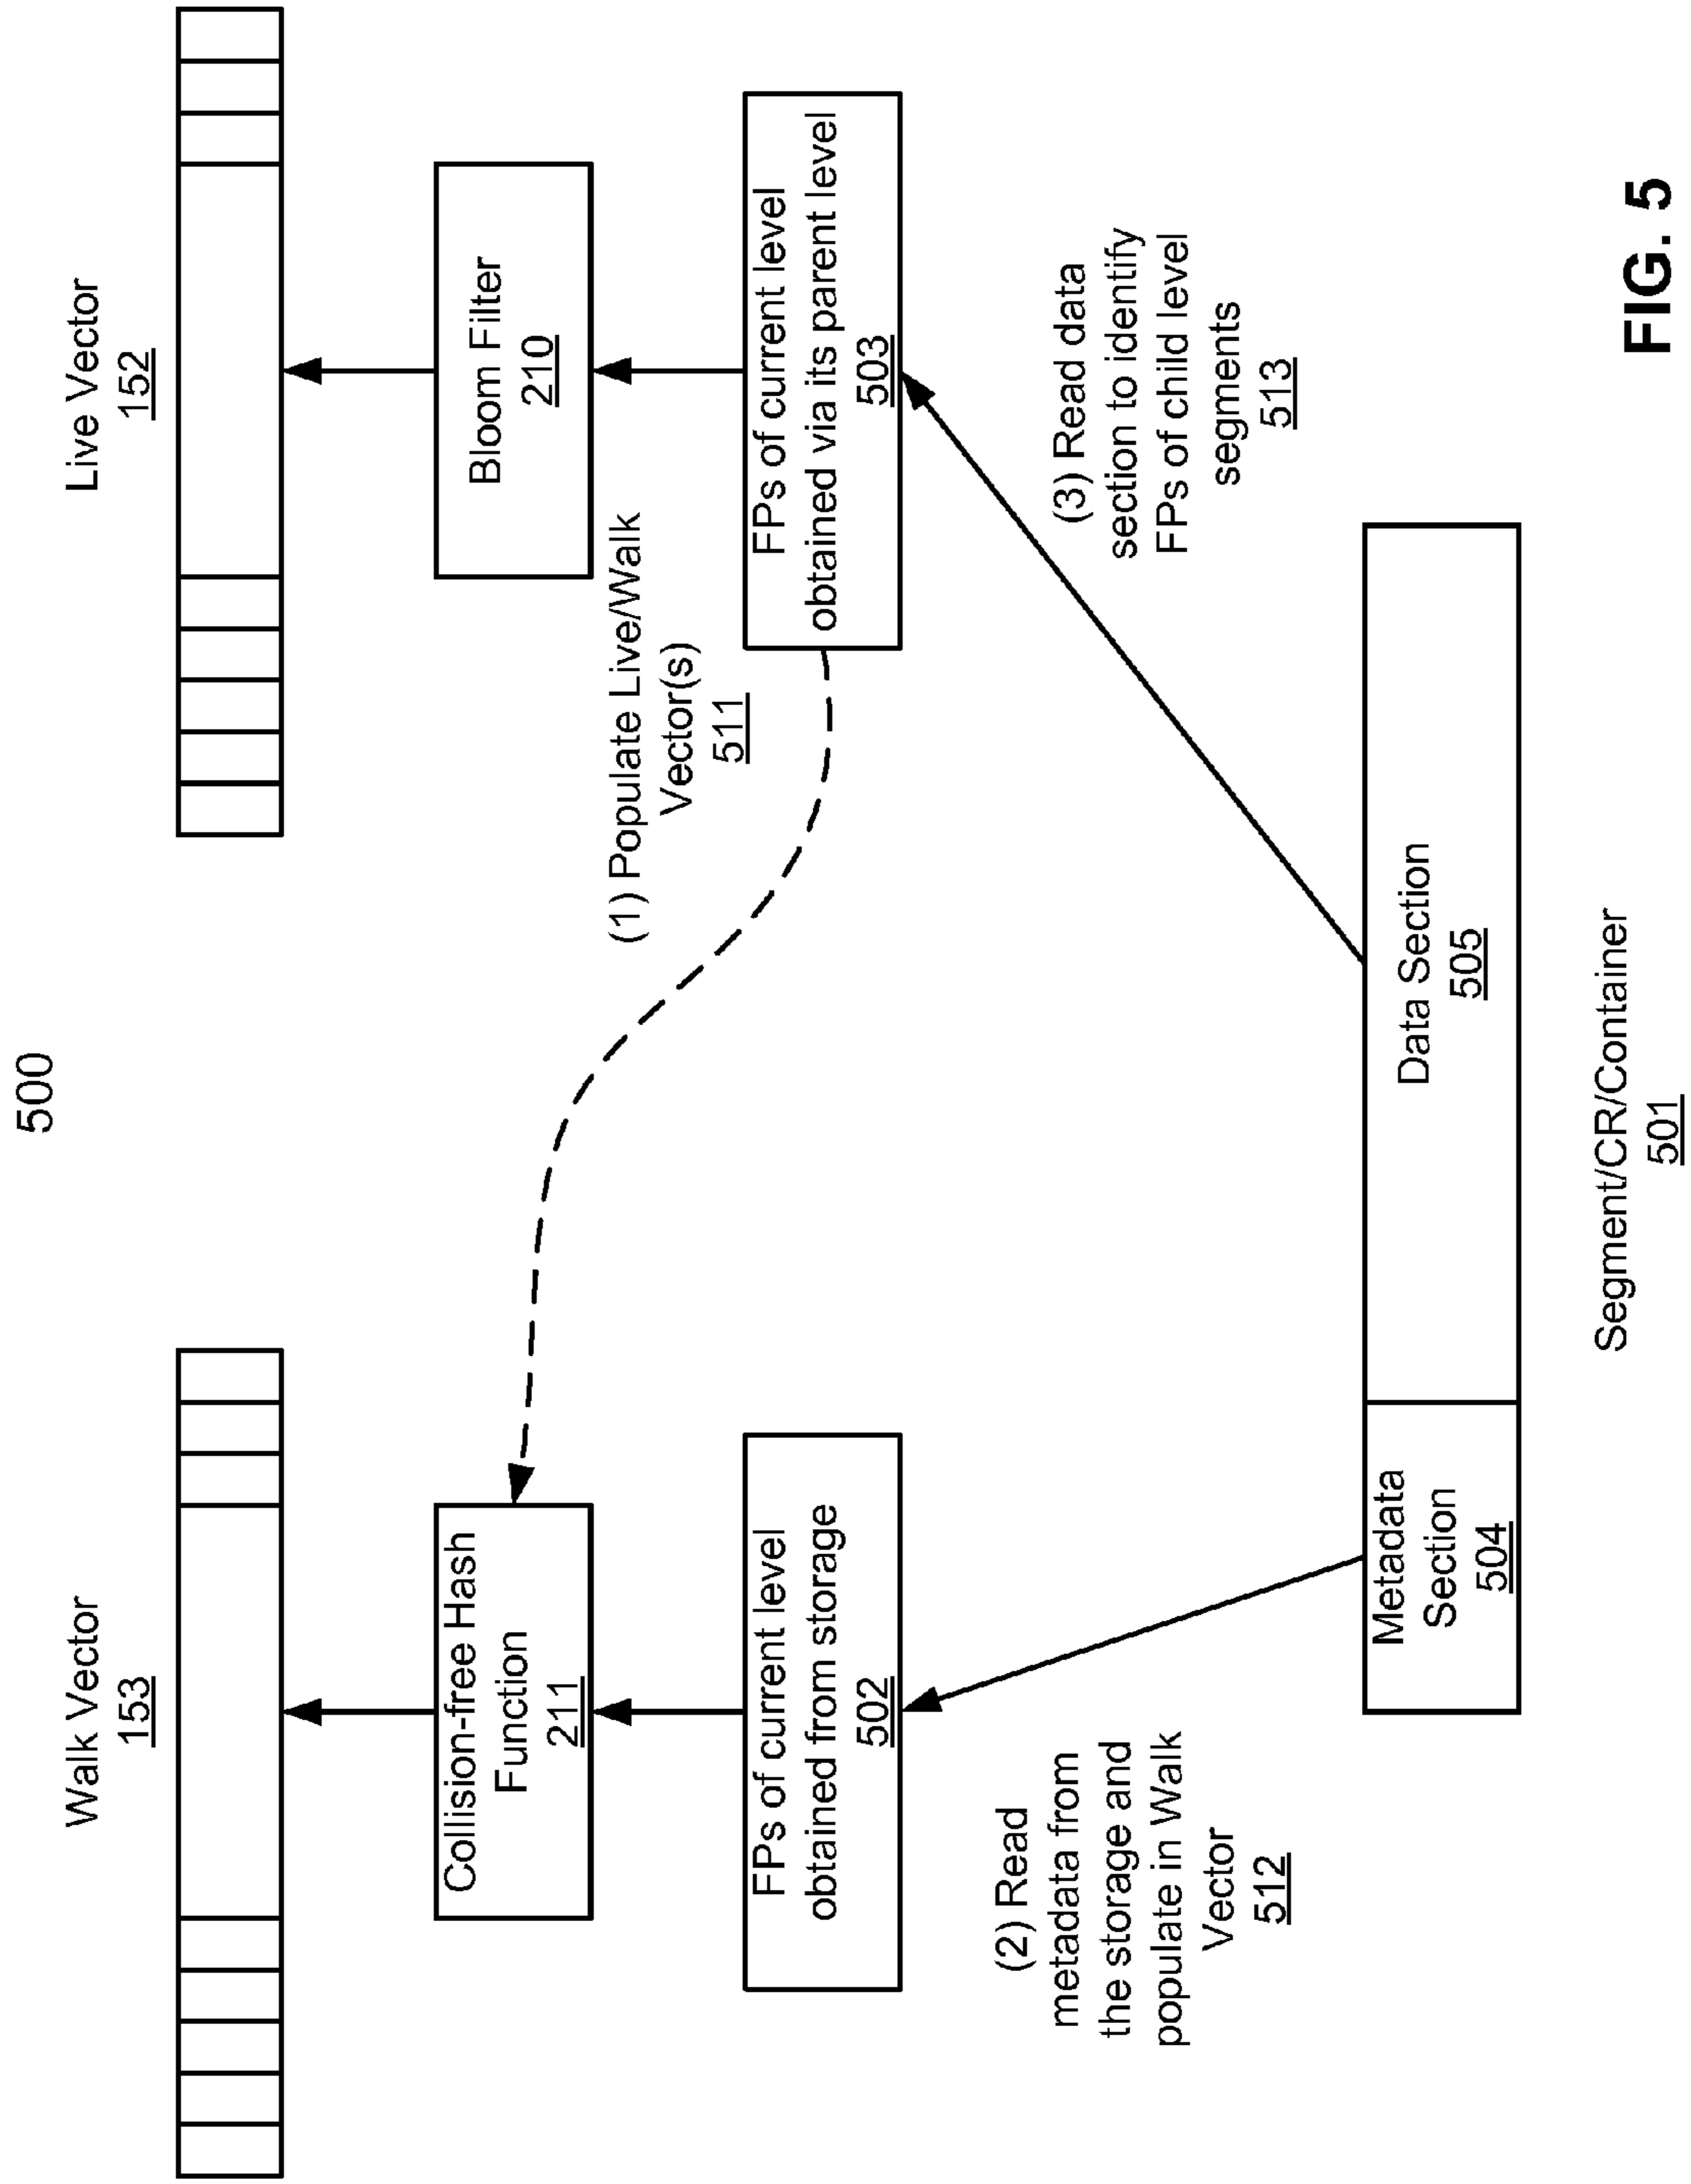 500
Walk Vector
153
Live Vector
152
Collision-free Hash
Function
211
Bloom Filter
210
(1) Populate Live/Walk
Vector(s)
511
FPs of current level
obtained from storage
502
FPs of current level
obtained via its parent level
503
(2) Read
metadata from
the storage and
populate in Walk
Vector
512
(3) Read data
section to identify
FPs of child level
segments
513
Metadata
Section
504
Data Section
505
Segment/CR/Container
501
FIG. 5